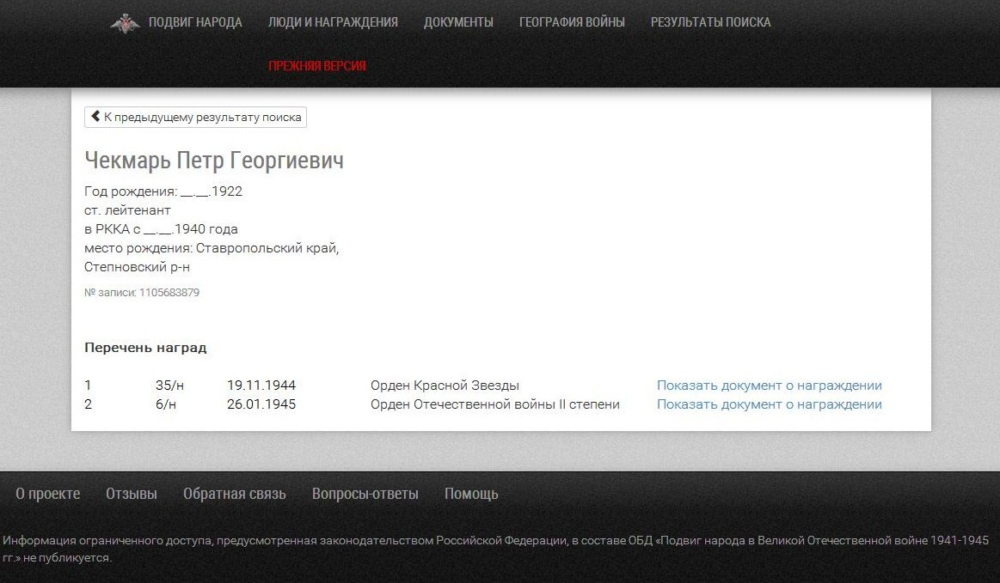 ПОДВИГ НАРОДА ЛЮДИ И НАГРАЖДЕНИЯ ДОКУМЕНТЫ ГЕОГРАФИЯ ВОЙНЫ РЕЗУЛЬТАТЫ ПОИСКА
ПРЕЖНЯЯ ВЕРСИЯ
К предыдущему результату поиска
Чекмарь Петр Георгиевич
Год рождения: __.__.1922
ст. лейтенант
в РККА с __.__.1940 года
место рождения: Ставропольский край,
Степновский р-н
№ записи: 1105683879
Перечень наград
1 35/н 19.11.1944 Орден Красной Звезды Показать документ о награждении
2 6/н 26.01.1945 Орден Отечественной войны II степени Показать документ о награждении
О проекте Отзывы Обратная связь Вопросы-ответы Помощь
Информация ограниченного доступа, предусмотренная законодательством Российской Федерации, в составе ОБД «Подвиг народа в Великой Отечественной войне 1941-1945
гг.» не публикуется.